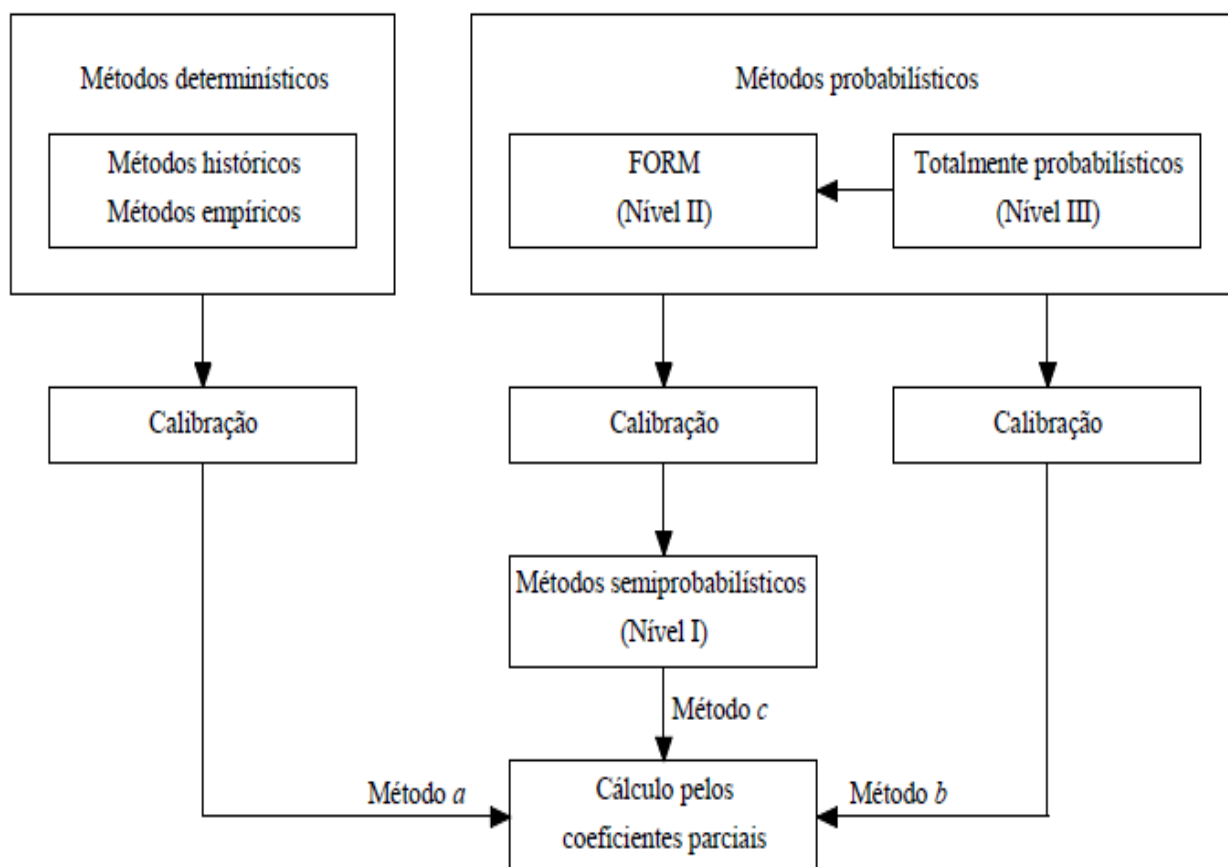 Métodos determinísticos
Métodos históricos
Métodos empíricos
Métodos probabilísticos
FORM
(Nível II)
Totalmente probabilísticos
(Nível III)
Calibração
Calibração
Calibração
Métodos semiprobabilísticos
(Nível I)
Método c
Método a
Cálculo pelos
coeficientes parciais
Método b